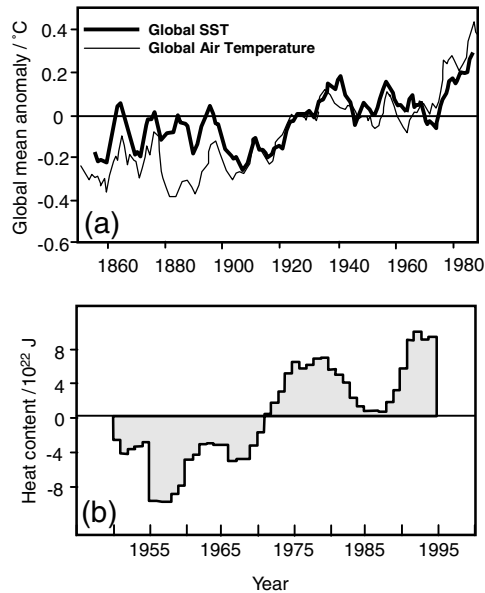 Global SST
Global Air Temperature
Global mean anomaly / °C
0.4
0.2
0
-0.2
-0.4
-0.6
(a)
1860 1880 1900 1920 1940 1960 1980
Heat content /10²² J
8
4
0
-4
-8
(b)
1955 1965 1975 1985 1995
Year